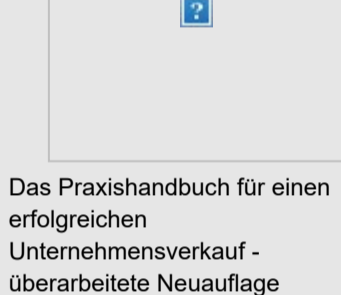 Das Praxishandbuch für einen
erfolgreichen
Unternehmensverkauf -
überarbeitete Neuauflage